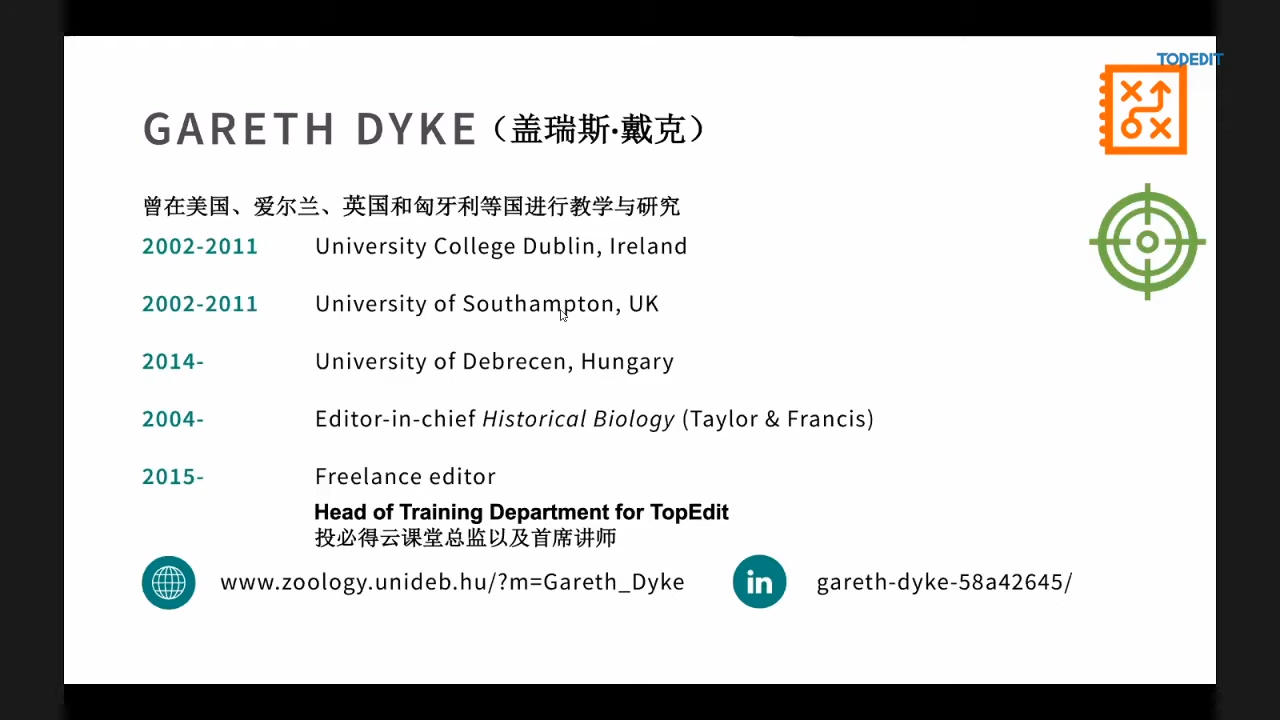 TOPEDIT
GARETH DYKE（盖瑞斯·戴克）
曾在美国、爱尔兰、英国和匈牙利等国进行教学与研究
2002-2011 University College Dublin, Ireland
2002-2011 University of Southampton, UK
2014- University of Debrecen, Hungary
2004- Editor-in-chief Historical Biology (Taylor & Francis)
2015- Freelance editor
Head of Training Department for TopEdit
投必得云课堂总监以及首席讲师
www.zoology.unideb.hu/?m=Gareth_Dyke in gareth-dyke-58a42645/